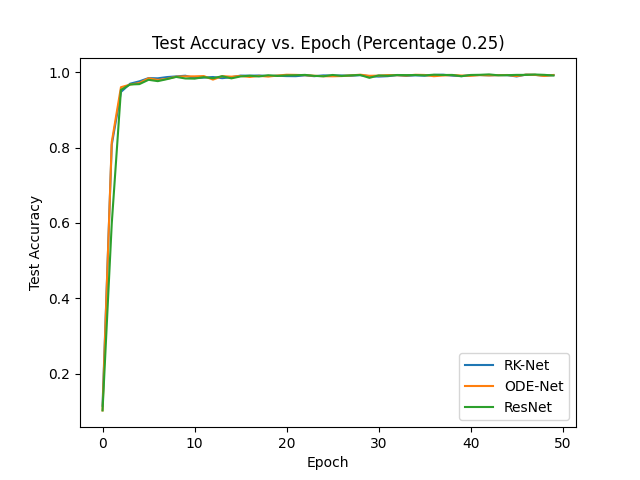 Test Accuracy vs. Epoch (Percentage 0.25)
Test Accuracy
1.0
0.8
0.6
0.4
0.2
0 10 20 30 40 50
Epoch
RK-Net
ODE-Net
ResNet